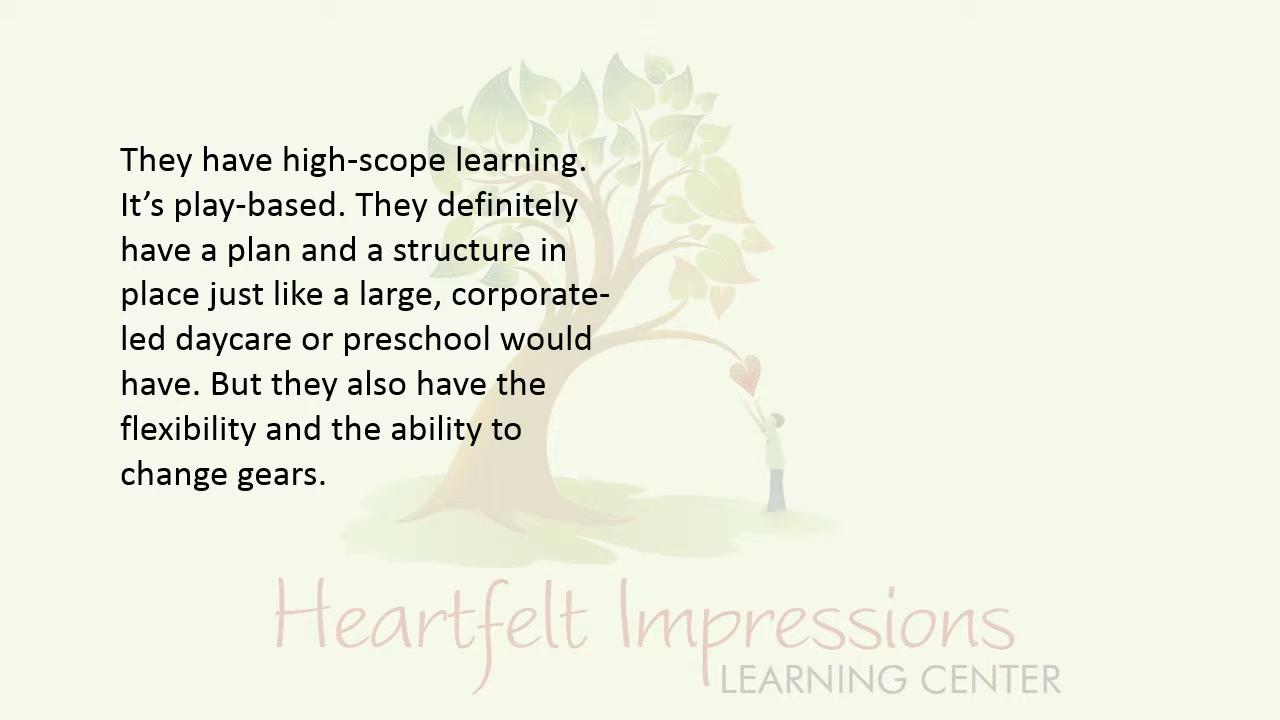 They have high-scope learning.
It’s play-based. They definitely
have a plan and a structure in
place just like a large, corporate-
led daycare or preschool would
have. But they also have the
flexibility and the ability to
change gears.
Heartfelt Impressions
LEARNING CENTER